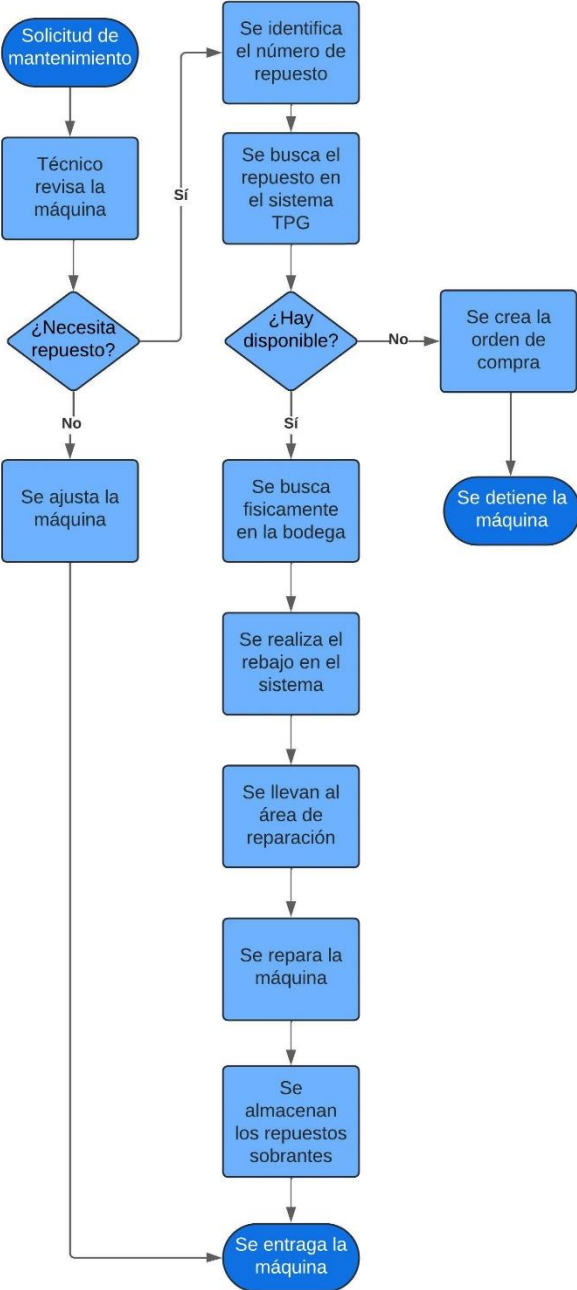 Solicitud de
mantenimiento
Técnico
revisa la
máquina
¿Necesita
repuesto?
No
Se ajusta la
máquina
Sí
Se identifica
el número de
repuesto
Se busca el
repuesto en
el sistema
TPG
¿Hay
disponible?
No
Se crea la
orden de
compra
Se detiene la
máquina
Sí
Se busca
fisicamente
en la bodega
Se realiza el
rebajo en el
sistema
Se llevan al
área de
reparación
Se repara la
máquina
Se
almacenan
los repuestos
sobrantes
Se entraga la
máquina